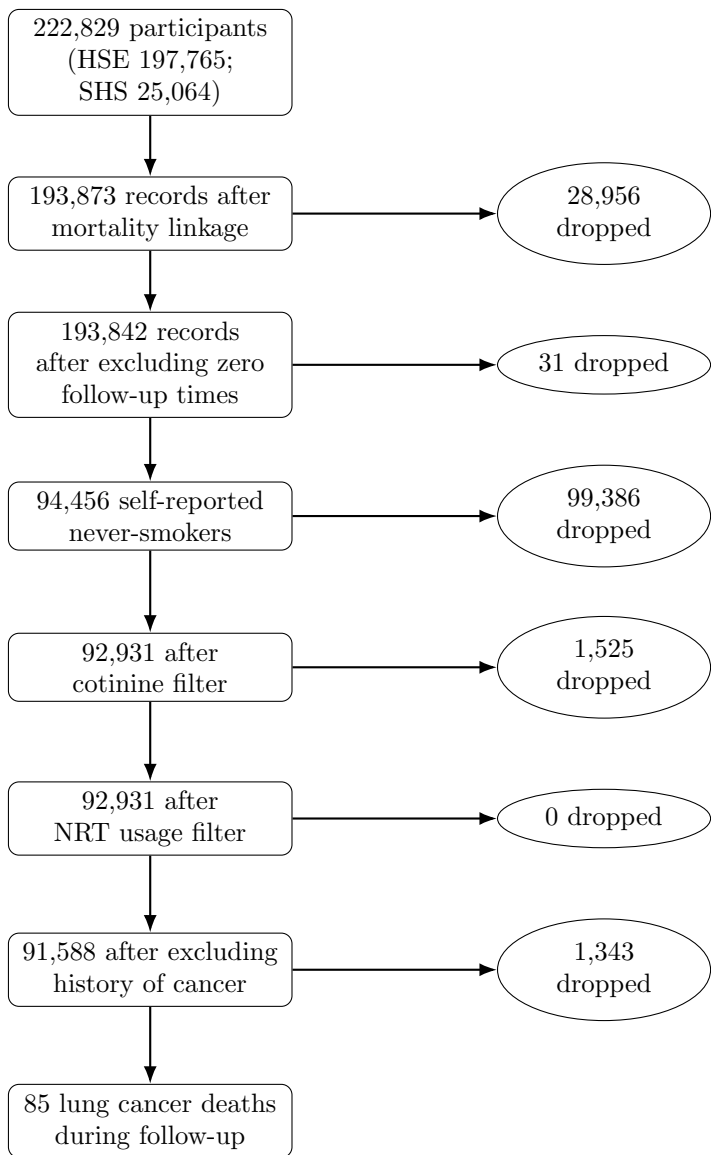 222,829 participants
(HSE 197,765;
SHS 25,064)
193,873 records after
mortality linkage
28,956
dropped
193,842 records
after excluding zero
follow-up times
31 dropped
94,456 self-reported
never-smokers
99,386
dropped
92,931 after
cotinine filter
1,525
dropped
92,931 after
NRT usage filter
0 dropped
91,588 after excluding
history of cancer
1,343
dropped
85 lung cancer deaths
during follow-up